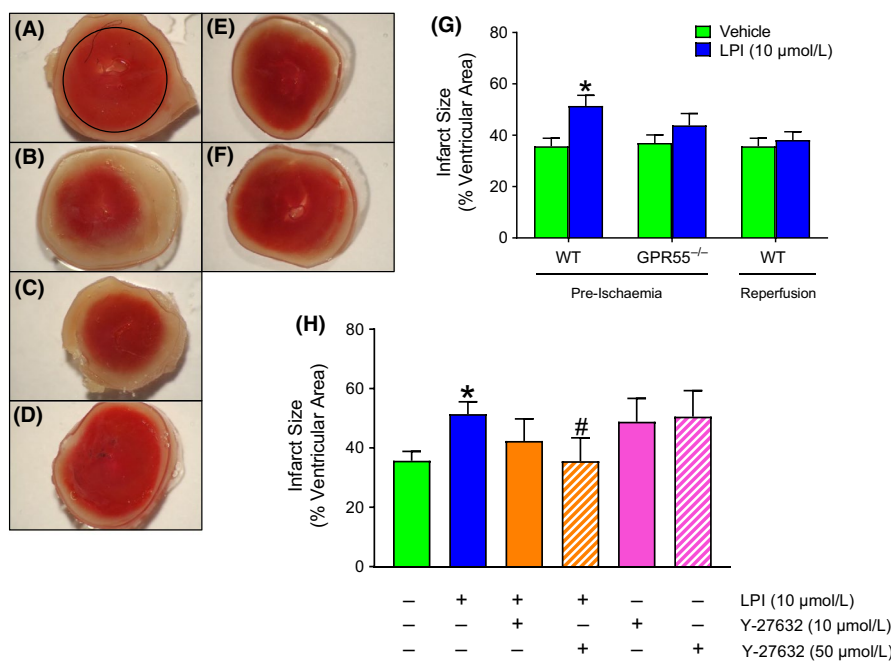 (A)
(B)
(C)
(D)
(E)
(F)
(G)
80
60
40
20
0
Infarct Size
(% Ventricular Area)
Vehicle
LPI (10 µmol/L)
*
WT
GPR55⁻/⁻
WT
Pre-Ischaemia
Reperfusion
(H)
80
60
40
20
0
Infarct Size
(% Ventricular Area)
*
#
– + + + – – LPI (10 µmol/L)
– – + – + – Y-27632 (10 µmol/L)
– – – + – + Y-27632 (50 µmol/L)